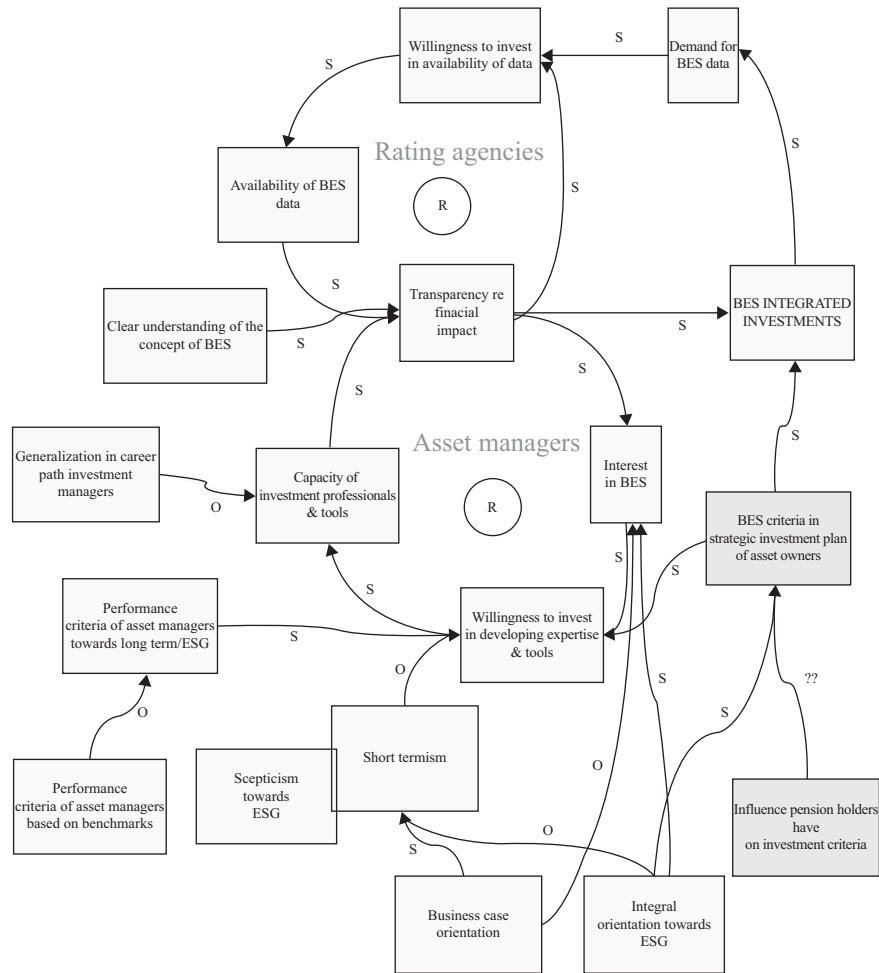 Willingness to invest
in availability of data
S
Demand for
BES data
S
S
Rating agencies
R
Availability of BES
data
S
S
S
Clear understanding of the
concept of BES
S
Transparency re
finacial
impact
S
BES INTEGRATED
INVESTMENTS
S
S
Asset managers
R
Generalization in career
path investment
managers
O
Capacity of
investment professionals
& tools
Interest
in BES
S
BES criteria in
strategic investment plan
of asset owners
S
S
S
Performance
criteria of asset managers
towards long term/ESG
S
Willingness to invest
in developing expertise
& tools
O
O
S
??
S
Short termism
Scepticism
towards
ESG
Performance
criteria of asset managers
based on benchmarks
O
O
S
Influence pension holders
have
on investment criteria
Business case
orientation
Integral
orientation towards
ESG